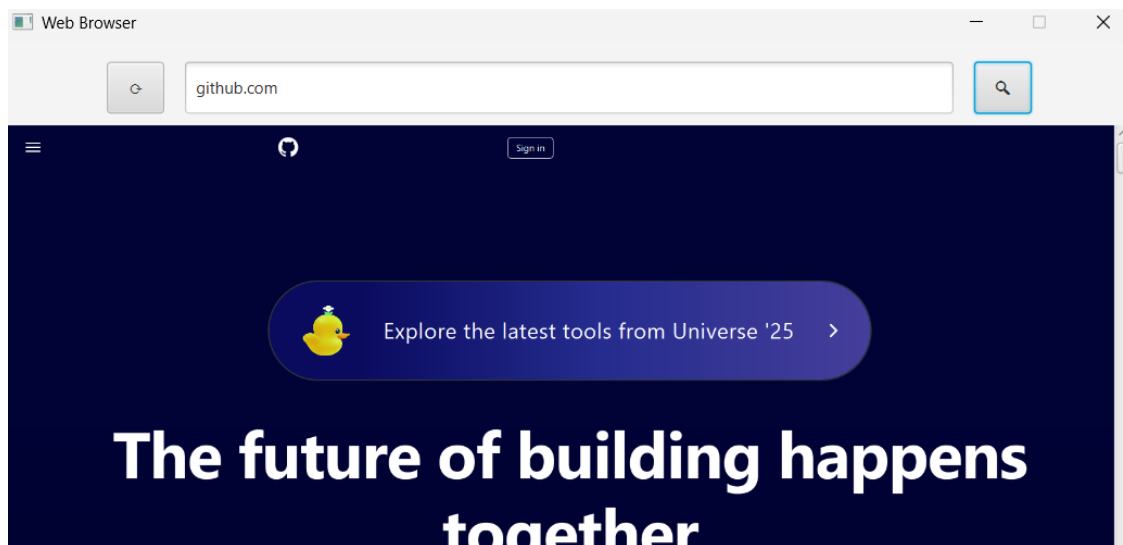 Web Browser
github.com
Sign in
Explore the latest tools from Universe '25
The future of building happens
together